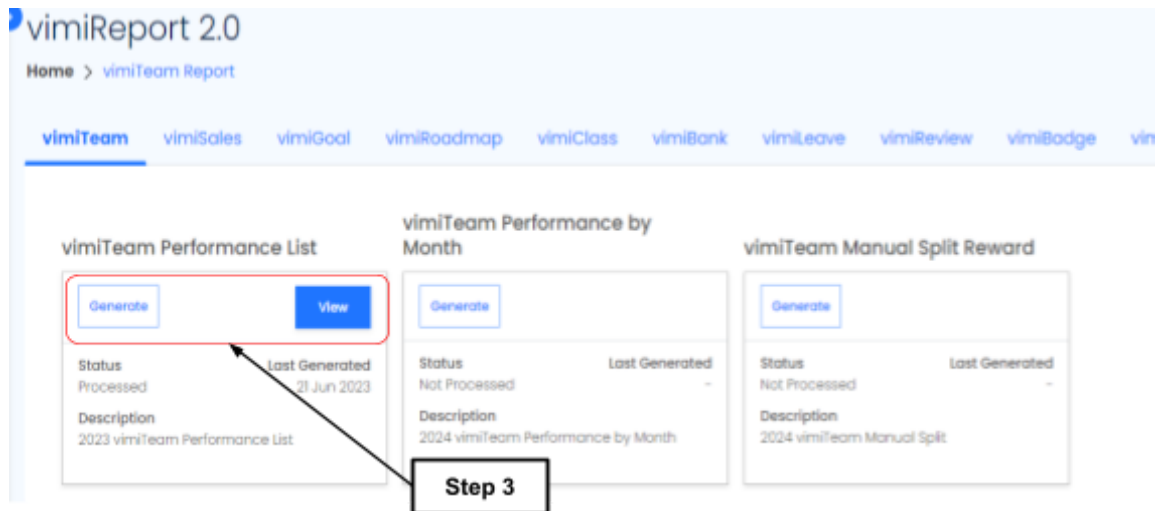 vimiReport 2.0
Home > vimiTeam Report
vimiTeam vimiSales vimiGoal vimiRoadmap vimiClass vimiBank vimiLeave vimiReview vimiBadge vim
vimiTeam Performance List
Generate View
Status Last Generated
Processed 21 Jun 2023
Description
2023 vimiTeam Performance List
vimiTeam Performance by
Month
Generate
Status Last Generated
Not Processed -
Description
2024 vimiTeam Performance by Month
vimiTeam Manual Split Reward
Generate
Status Last Generated
Not Processed -
Description
2024 vimiTeam Manual Split
Step 3